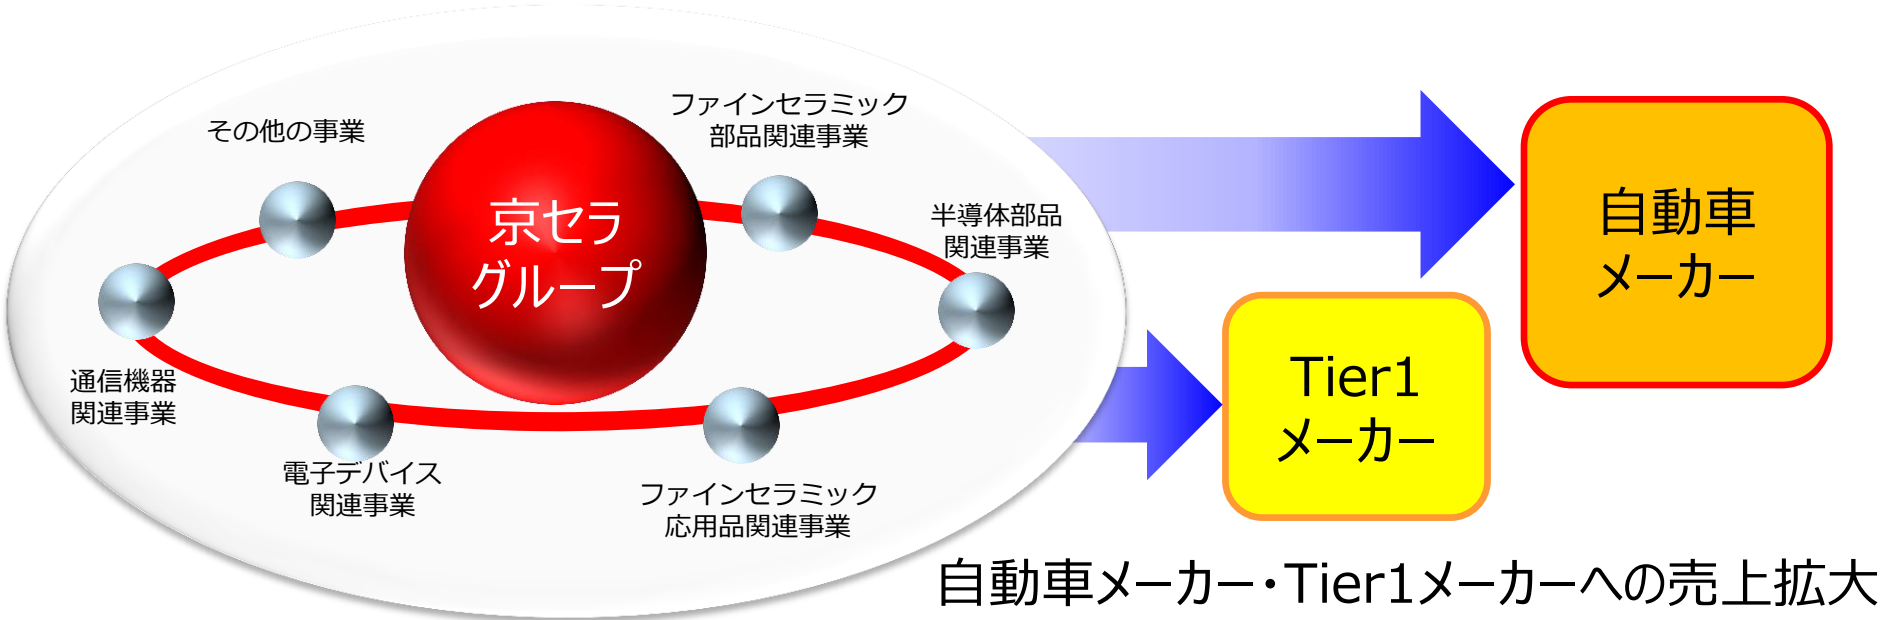 ファインセラミック
部品関連事業
その他の事業
京セラ
グループ
半導体部品
関連事業
自動車
メーカー
通信機器
関連事業
Tier1
メーカー
電子デバイス
関連事業
ファインセラミック
応用品関連事業
自動車メーカー・Tier1メーカーへの売上拡大